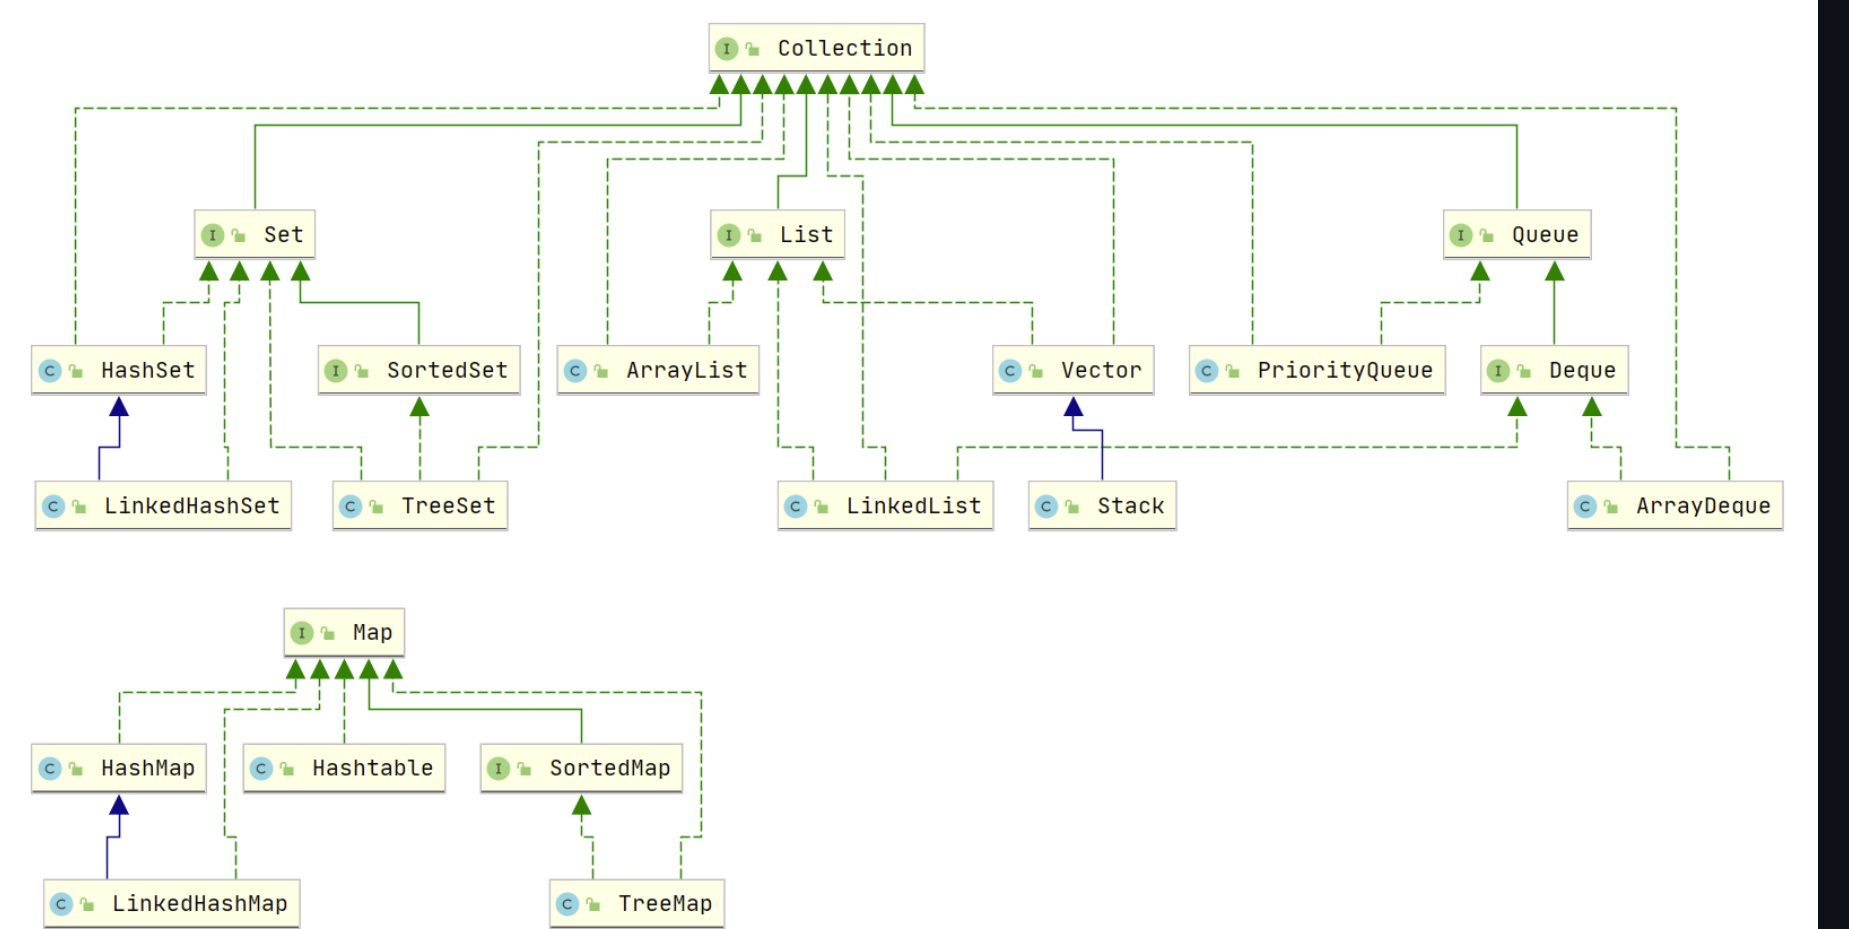 I Collection
I Set
I List
I Queue
C HashSet
I SortedSet
C ArrayList
C Vector
C PriorityQueue
I Deque
C LinkedHashSet
C TreeSet
C LinkedList
C Stack
C ArrayDeque
I Map
C HashMap
C Hashtable
I SortedMap
C LinkedHashMap
C TreeMap